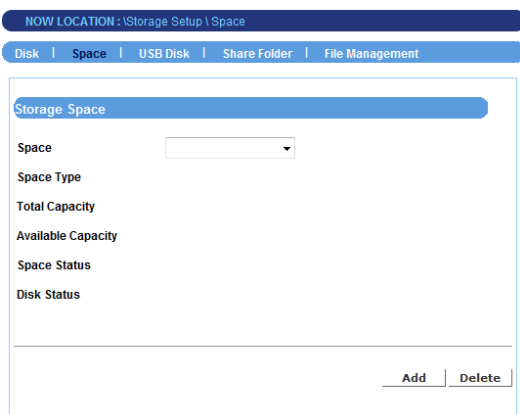 NOW LOCATION : \Storage Setup \ Space
Disk | Space | USB Disk | Share Folder | File Management
Storage Space
Space
Space Type
Total Capacity
Available Capacity
Space Status
Disk Status
Add Delete